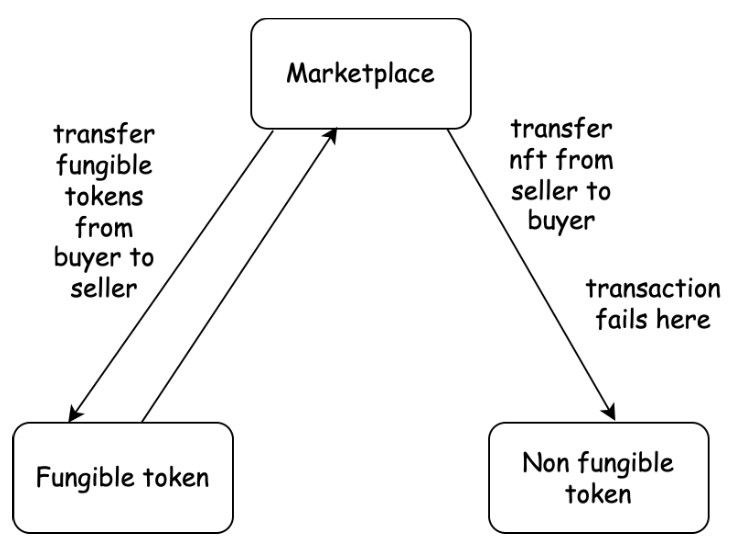 Marketplace
transfer
fungible
tokens
from
buyer to
seller
transfer
nft from
seller to
buyer
transaction
fails here
Fungible token
Non fungible
token